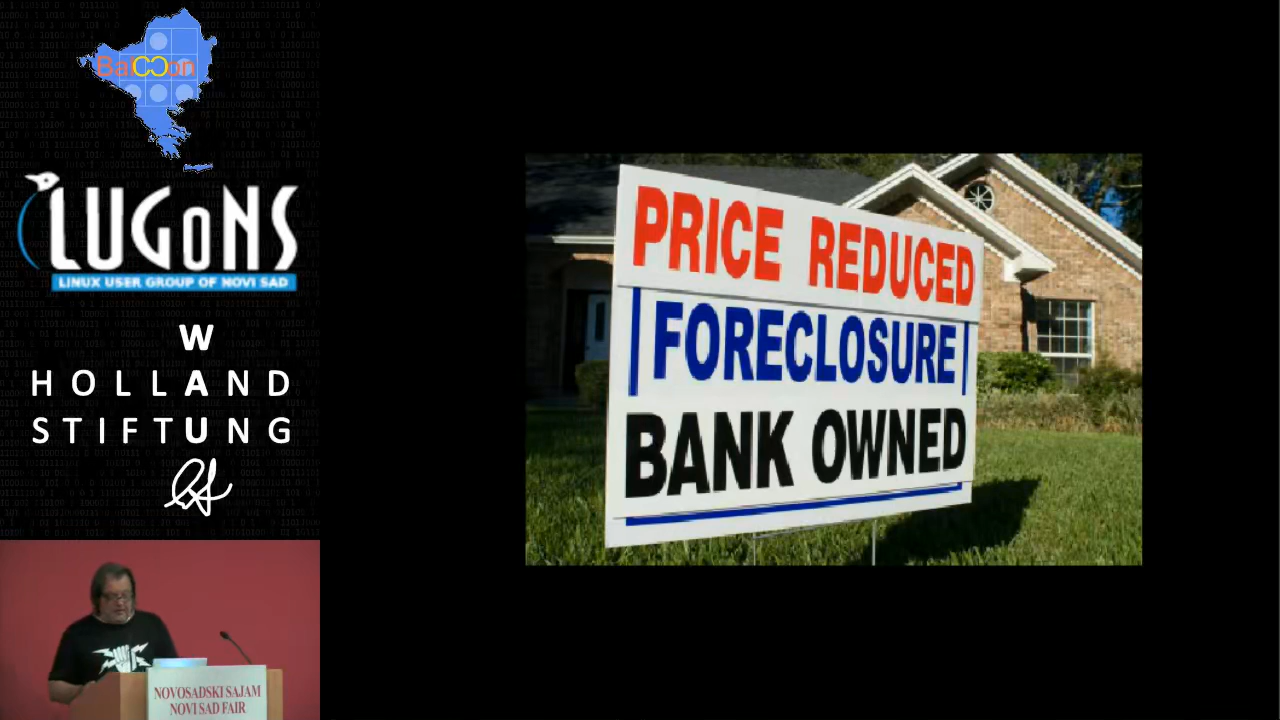 BalCCon
LUGoNS
LINUX USER GROUP OF NOVI SAD
W
HOLLAND
STIFTUNG
NOVOSADSKI SAJAM
NOVI SAD FAIR
PRICE REDUCED
FORECLOSURE
BANK OWNED